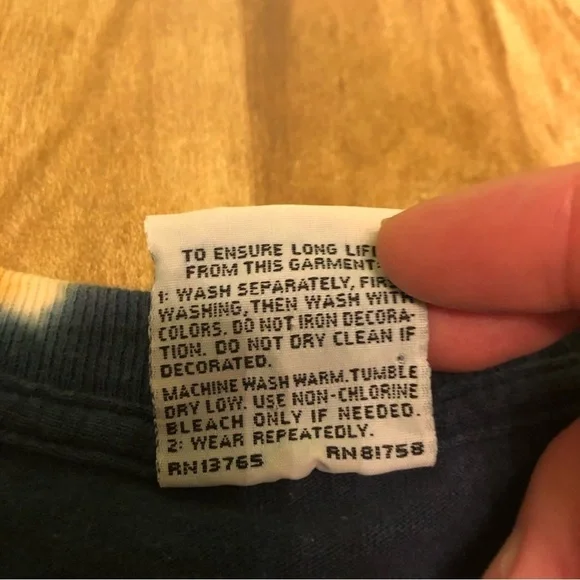 TO ENSURE LONG LIF
FROM THIS GARMENT:
1: WASH SEPARATELY, FIRS
WASHING, THEN WASH WITH
COLORS. DO NOT IRON DECORA-
TION. DO NOT DRY CLEAN IF
DECORATED.
MACHINE WASH WARM. TUMBLE
DRY LOW. USE NON-CHLORINE
BLEACH ONLY IF NEEDED.
2: WEAR REPEATEDLY.
RN13765 RN81758